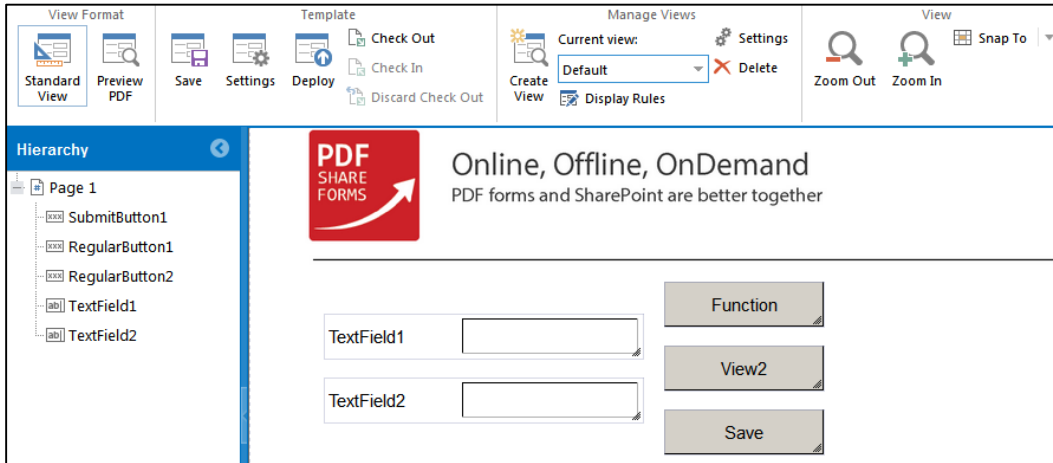 View Format
Template
Manage Views
View
Standard View
Preview PDF
Save
Settings
Deploy
Check Out
Check In
Discard Check Out
Create View
Current view:
Default
Display Rules
Settings
Delete
Zoom Out
Zoom In
Snap To
Hierarchy
Page 1
SubmitButton1
RegularButton1
RegularButton2
TextField1
TextField2
PDF
SHARE
FORMS
Online, Offline, OnDemand
PDF forms and SharePoint are better together
TextField1
TextField2
Function
View2
Save